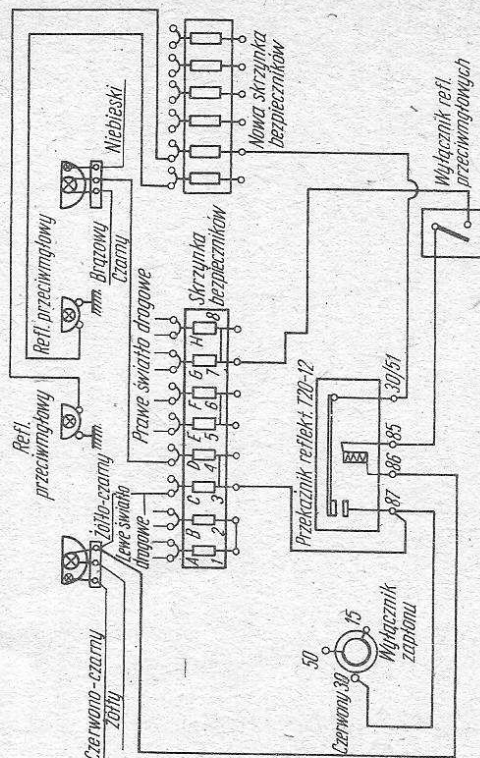 Niebieski
Nowa skrzynka
bezpieczników
Wyłącznik refl.
przeciwmgłowych
Refl. przeciwmgłowy
Brązowy
Czarny
Prawe światło drogowe
Skrzynka
bezpieczników
Refl.
przeciwmgłowy
Żółto-czarny
Lewe światło
drogowe
A B C D E F G H
1 2 3 4 5 6 7 8
Przekaźnik reflekt. T20-12
87 86 85 30/51
Czerwono-czarny
Żółty
50
15
Czerwony 30
Wyłącznik
zapłonu